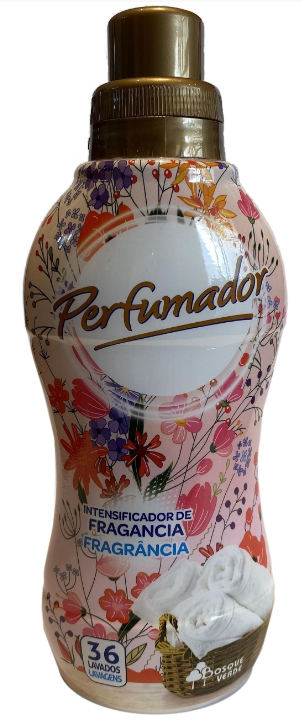 Perfumador
INTENSIFICADOR DE
FRAGANCIA
FRAGRÂNCIA
36
LAVADOS
LAVAGENS
BOSQUE
VERDE